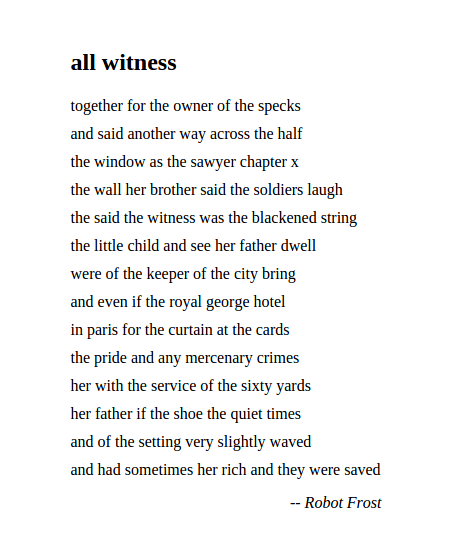 all witness
together for the owner of the specks
and said another way across the half
the window as the sawyer chapter x
the wall her brother said the soldiers laugh
the said the witness was the blackened string
the little child and see her father dwell
were of the keeper of the city bring
and even if the royal george hotel
in paris for the curtain at the cards
the pride and any mercenary crimes
her with the service of the sixty yards
her father if the shoe the quiet times
and of the setting very slightly waved
and had sometimes her rich and they were saved
-- Robot Frost